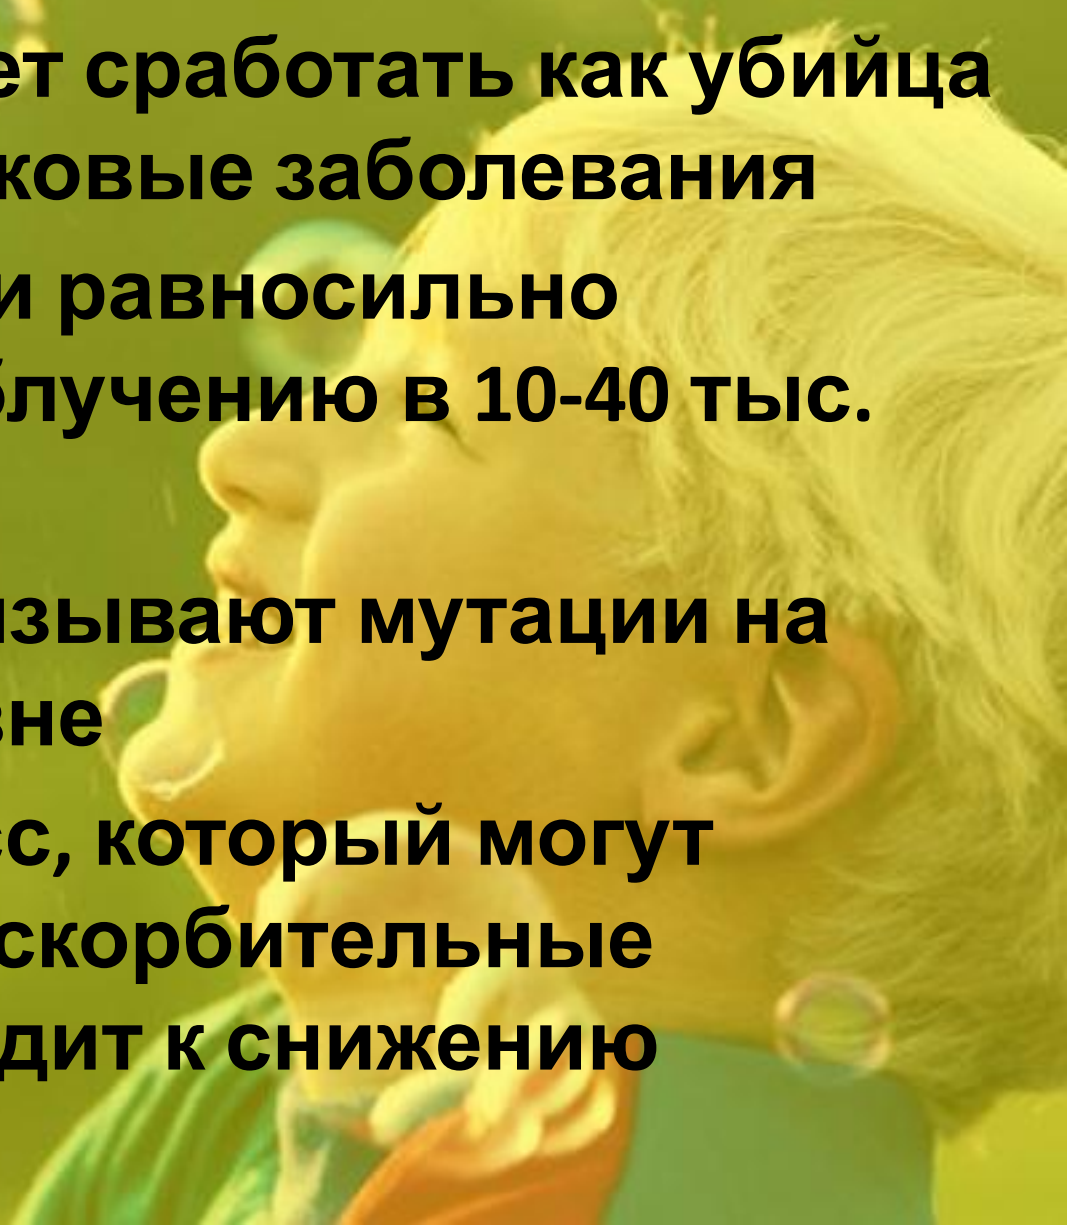 ет сработать как убийца
ковые заболевания
и равносильно
блучению в 10-40 тыс.
зывают мутации на
вне
сс, который могут
скорбительные
дит к снижению